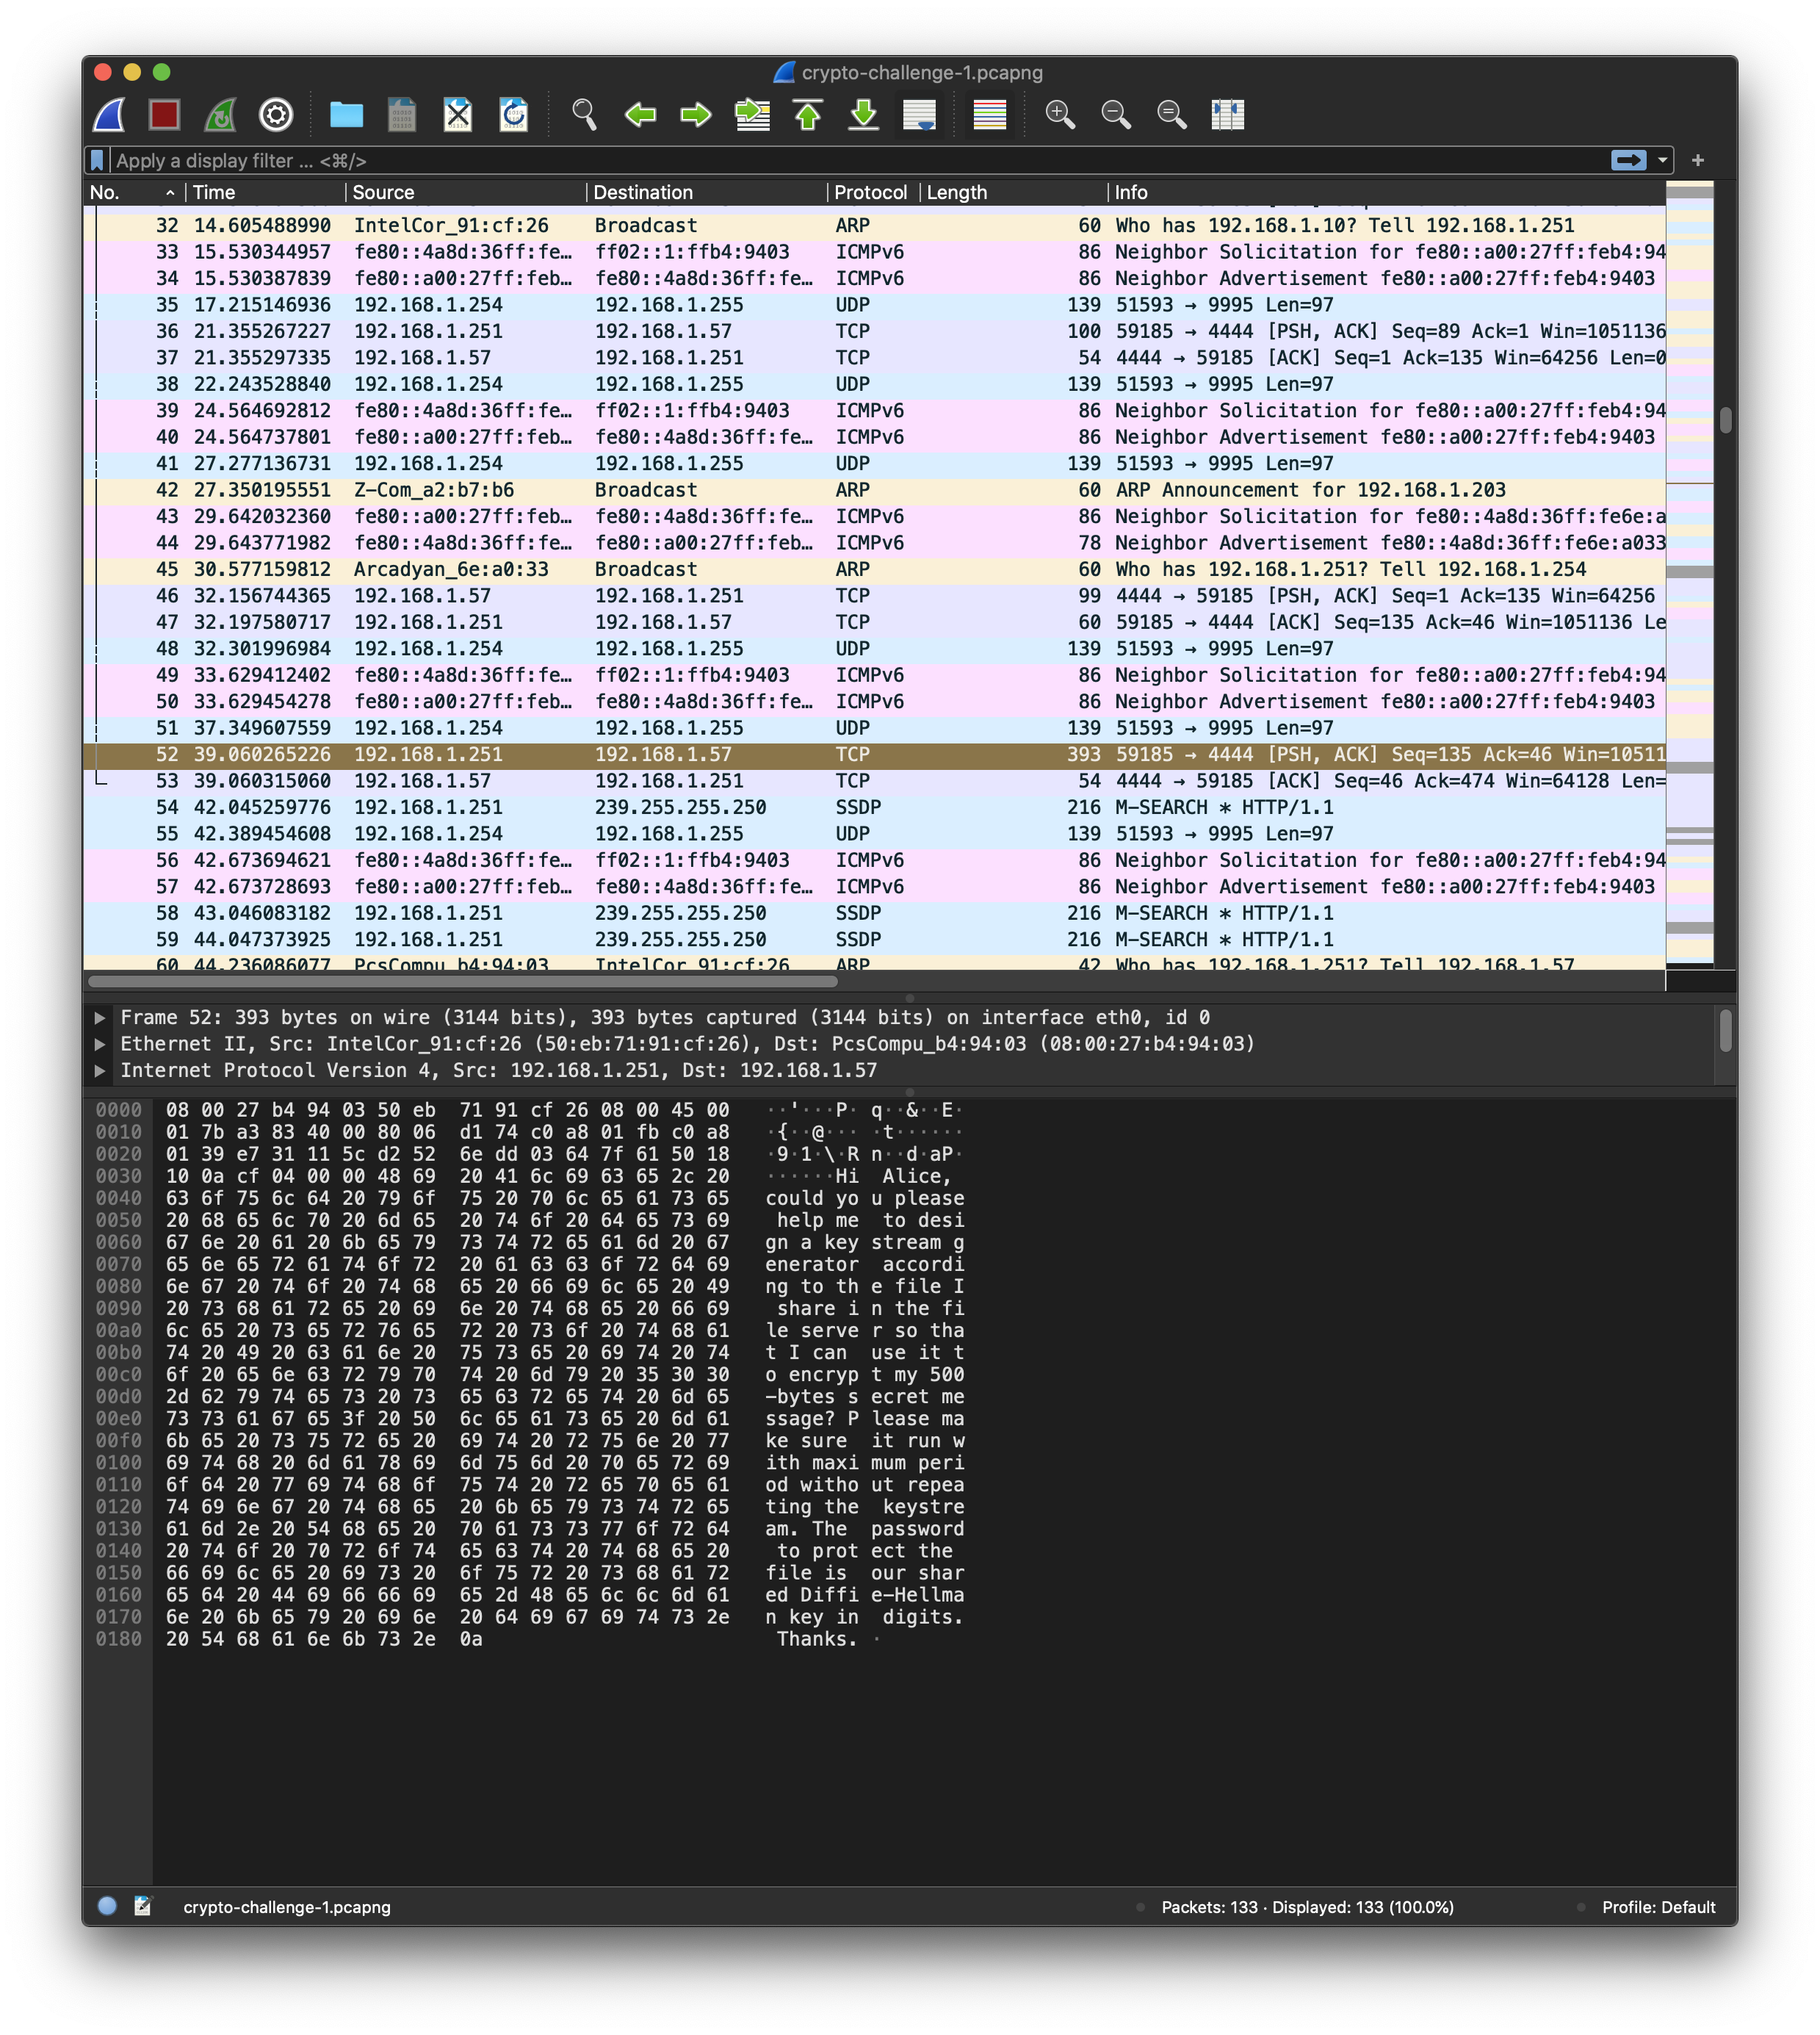 crypto-challenge-1.pcapng
Apply a display filter ... <⌘/>
No. Time Source Destination Protocol Length Info
32 14.605488990 IntelCor_91:cf:26 Broadcast ARP 60 Who has 192.168.1.10? Tell 192.168.1.251
33 15.530344957 fe80::4a8d:36ff:fe… ff02::1:ffb4:9403 ICMPv6 86 Neighbor Solicitation for fe80::a00:27ff:feb4:94
34 15.530387839 fe80::a00:27ff:feb… fe80::4a8d:36ff:fe… ICMPv6 86 Neighbor Advertisement fe80::a00:27ff:feb4:9403
35 17.215146936 192.168.1.254 192.168.1.255 UDP 139 51593 → 9995 Len=97
36 21.355267227 192.168.1.251 192.168.1.57 TCP 100 59185 → 4444 [PSH, ACK] Seq=89 Ack=1 Win=1051136
37 21.355297335 192.168.1.57 192.168.1.251 TCP 54 4444 → 59185 [ACK] Seq=1 Ack=135 Win=64256 Len=0
38 22.243528840 192.168.1.254 192.168.1.255 UDP 139 51593 → 9995 Len=97
39 24.564692812 fe80::4a8d:36ff:fe… ff02::1:ffb4:9403 ICMPv6 86 Neighbor Solicitation for fe80::a00:27ff:feb4:94
40 24.564737801 fe80::a00:27ff:feb… fe80::4a8d:36ff:fe… ICMPv6 86 Neighbor Advertisement fe80::a00:27ff:feb4:9403
41 27.277136731 192.168.1.254 192.168.1.255 UDP 139 51593 → 9995 Len=97
42 27.350195551 Z-Com_a2:b7:b6 Broadcast ARP 60 ARP Announcement for 192.168.1.203
43 29.642032360 fe80::a00:27ff:feb… fe80::4a8d:36ff:fe… ICMPv6 86 Neighbor Solicitation for fe80::4a8d:36ff:fe6e:a
44 29.643771982 fe80::4a8d:36ff:fe… fe80::a00:27ff:feb… ICMPv6 78 Neighbor Advertisement fe80::4a8d:36ff:fe6e:a033
45 30.577159812 Arcadyan_6e:a0:33 Broadcast ARP 60 Who has 192.168.1.251? Tell 192.168.1.254
46 32.156744365 192.168.1.57 192.168.1.251 TCP 99 4444 → 59185 [PSH, ACK] Seq=1 Ack=135 Win=64256
47 32.197580717 192.168.1.251 192.168.1.57 TCP 60 59185 → 4444 [ACK] Seq=135 Ack=46 Win=1051136 Le
48 32.301996984 192.168.1.254 192.168.1.255 UDP 139 51593 → 9995 Len=97
49 33.629412402 fe80::4a8d:36ff:fe… ff02::1:ffb4:9403 ICMPv6 86 Neighbor Solicitation for fe80::a00:27ff:feb4:94
50 33.629454278 fe80::a00:27ff:feb… fe80::4a8d:36ff:fe… ICMPv6 86 Neighbor Advertisement fe80::a00:27ff:feb4:9403
51 37.349607559 192.168.1.254 192.168.1.255 UDP 139 51593 → 9995 Len=97
52 39.060265226 192.168.1.251 192.168.1.57 TCP 393 59185 → 4444 [PSH, ACK] Seq=135 Ack=46 Win=10511
53 39.060315060 192.168.1.57 192.168.1.251 TCP 54 4444 → 59185 [ACK] Seq=46 Ack=474 Win=64128 Len=
54 42.045259776 192.168.1.251 239.255.255.250 SSDP 216 M-SEARCH * HTTP/1.1
55 42.389454608 192.168.1.254 192.168.1.255 UDP 139 51593 → 9995 Len=97
56 42.673694621 fe80::4a8d:36ff:fe… ff02::1:ffb4:9403 ICMPv6 86 Neighbor Solicitation for fe80::a00:27ff:feb4:94
57 42.673728693 fe80::a00:27ff:feb… fe80::4a8d:36ff:fe… ICMPv6 86 Neighbor Advertisement fe80::a00:27ff:feb4:9403
58 43.046083182 192.168.1.251 239.255.255.250 SSDP 216 M-SEARCH * HTTP/1.1
59 44.047373925 192.168.1.251 239.255.255.250 SSDP 216 M-SEARCH * HTTP/1.1
60 44.236086077 PcsCompu_b4:94:03 IntelCor_91:cf:26 ARP 42 Who has 192.168.1.251? Tell 192.168.1.57
Frame 52: 393 bytes on wire (3144 bits), 393 bytes captured (3144 bits) on interface eth0, id 0
Ethernet II, Src: IntelCor_91:cf:26 (50:eb:71:91:cf:26), Dst: PcsCompu_b4:94:03 (08:00:27:b4:94:03)
Internet Protocol Version 4, Src: 192.168.1.251, Dst: 192.168.1.57
0000 08 00 27 b4 94 03 50 eb 71 91 cf 26 08 00 45 00 ··'···P· q··&··E·
0010 01 7b a3 83 40 00 80 06 d1 74 c0 a8 01 fb c0 a8 ·{··@··· ·t······
0020 01 39 e7 31 11 5c d2 52 6e dd 03 64 7f 61 50 18 ·9·1·\·R n··d·aP·
0030 10 0a cf 04 00 00 48 69 20 41 6c 69 63 65 2c 20 ······Hi Alice,
0040 63 6f 75 6c 64 20 79 6f 75 20 70 6c 65 61 73 65 could yo u please
0050 20 68 65 6c 70 20 6d 65 20 74 6f 20 64 65 73 69 help me to desi
0060 67 6e 20 61 20 6b 65 79 73 74 72 65 61 6d 20 67 gn a key stream g
0070 65 6e 65 72 61 74 6f 72 20 61 63 63 6f 72 64 69 enerator accordi
0080 6e 67 20 74 6f 20 74 68 65 20 66 69 6c 65 20 49 ng to th e file I
0090 20 73 68 61 72 65 20 69 6e 20 74 68 65 20 66 69 share i n the fi
00a0 6c 65 20 73 65 72 76 65 72 20 73 6f 20 74 68 61 le serve r so tha
00b0 74 20 49 20 63 61 6e 20 75 73 65 20 69 74 20 74 t I can use it t
00c0 6f 20 65 6e 63 72 79 70 74 20 6d 79 20 35 30 30 o encryp t my 500
00d0 2d 62 79 74 65 73 20 73 65 63 72 65 74 20 6d 65 -bytes s ecret me
00e0 73 73 61 67 65 3f 20 50 6c 65 61 73 65 20 6d 61 ssage? P lease ma
00f0 6b 65 20 73 75 72 65 20 69 74 20 72 75 6e 20 77 ke sure it run w
0100 69 74 68 20 6d 61 78 69 6d 75 6d 20 70 65 72 69 ith maxi mum peri
0110 6f 64 20 77 69 74 68 6f 75 74 20 72 65 70 65 61 od witho ut repea
0120 74 69 6e 67 20 74 68 65 20 6b 65 79 73 74 72 65 ting the keystre
0130 61 6d 2e 20 54 68 65 20 70 61 73 73 77 6f 72 64 am. The password
0140 20 74 6f 20 70 72 6f 74 65 63 74 20 74 68 65 20 to prot ect the
0150 66 69 6c 65 20 69 73 20 6f 75 72 20 73 68 61 72 file is our shar
0160 65 64 20 44 69 66 66 69 65 2d 48 65 6c 6c 6d 61 ed Diffi e-Hellma
0170 6e 20 6b 65 79 20 69 6e 20 64 69 67 69 74 73 2e n key in digits.
0180 20 54 68 61 6e 6b 73 2e 0a Thanks. ·
crypto-challenge-1.pcapng Packets: 133 · Displayed: 133 (100.0%) Profile: Default